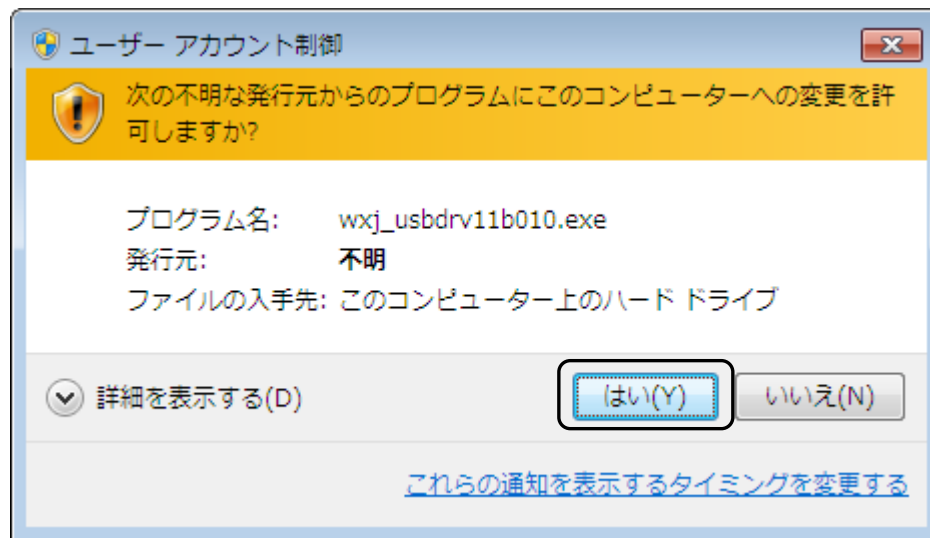 ユーザー アカウント制御
次の不明な発行元からのプログラムにこのコンピューターへの変更を許
可しますか?
プログラム名: wxj_usbdrv11b010.exe
発行元: 不明
ファイルの入手先: このコンピューター上のハード ドライブ
詳細を表示する(D) はい(Y) いいえ(N)
これらの通知を表示するタイミングを変更する